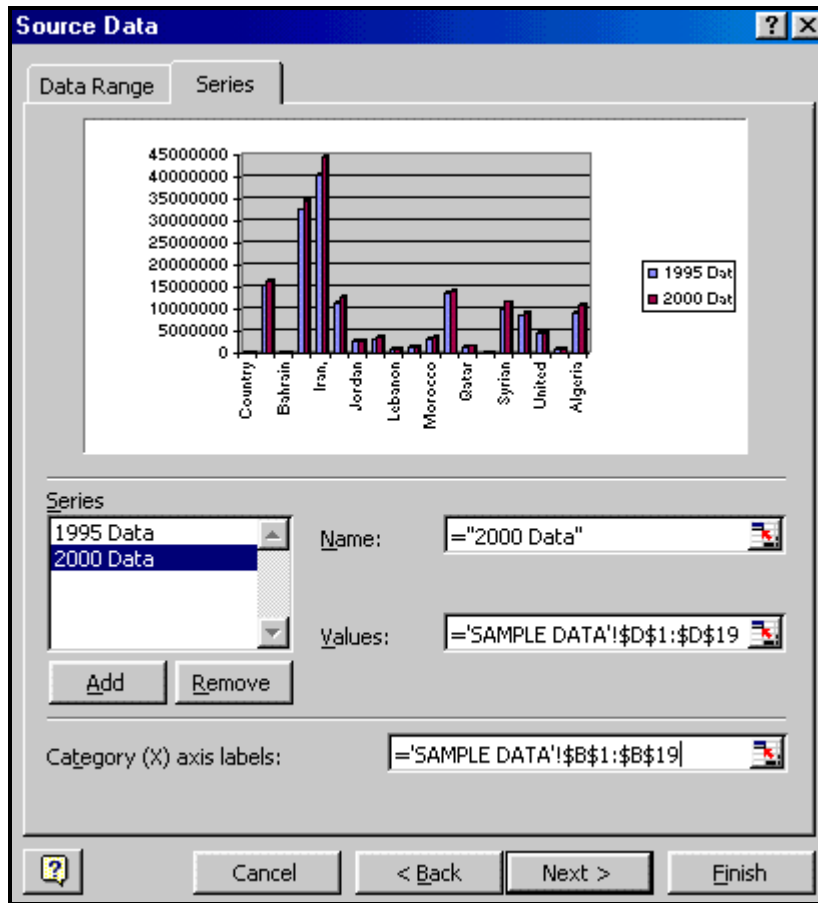 Source Data
Data Range Series
45000000
40000000
35000000
30000000
25000000
20000000
15000000
10000000
5000000
0
1995 Dat
2000 Dat
Country
Bahrain
Iran,
Jordan
Lebanon
Morocco
Qatar
Syrian
United
Algeria
Series
1995 Data
2000 Data
Name: ="2000 Data"
Values: ='SAMPLE DATA'!$D$1:$D$19
Add Remove
Category (X) axis labels: ='SAMPLE DATA'!$B$1:$B$19
Cancel < Back Next > Finish